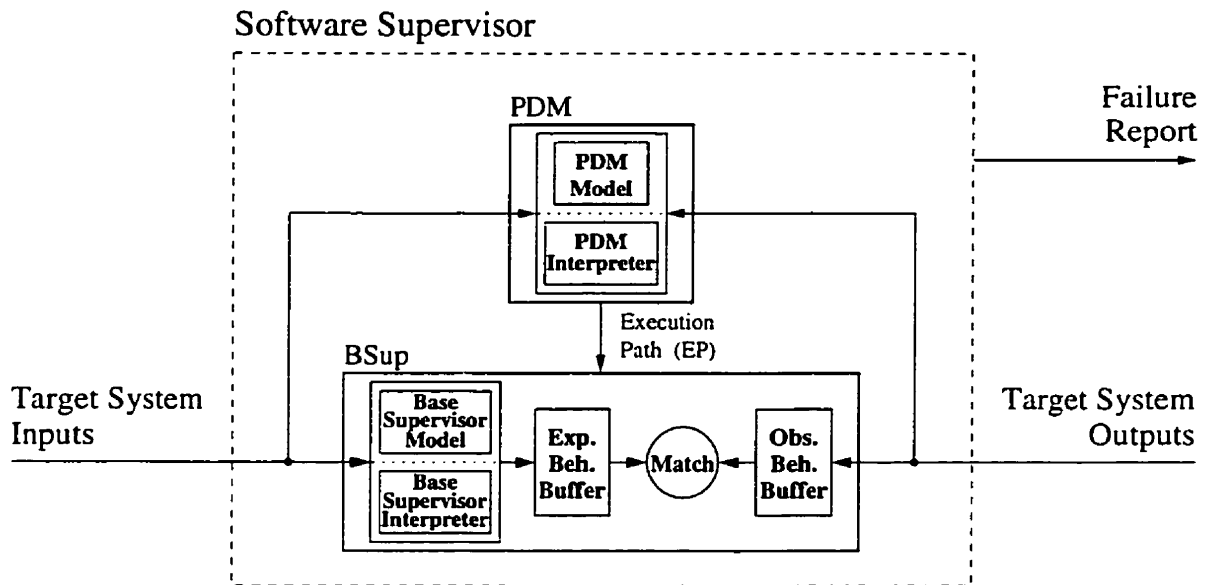 Software Supervisor
PDM
Failure
Report
PDM
Model
PDM
Interpreter
Execution
Path (EP)
BSup
Target System
Inputs
Base
Supervisor
Model
Base
Supervisor
Interpreter
Exp.
Beh.
Buffer
Match
Obs.
Beh.
Buffer
Target System
Outputs